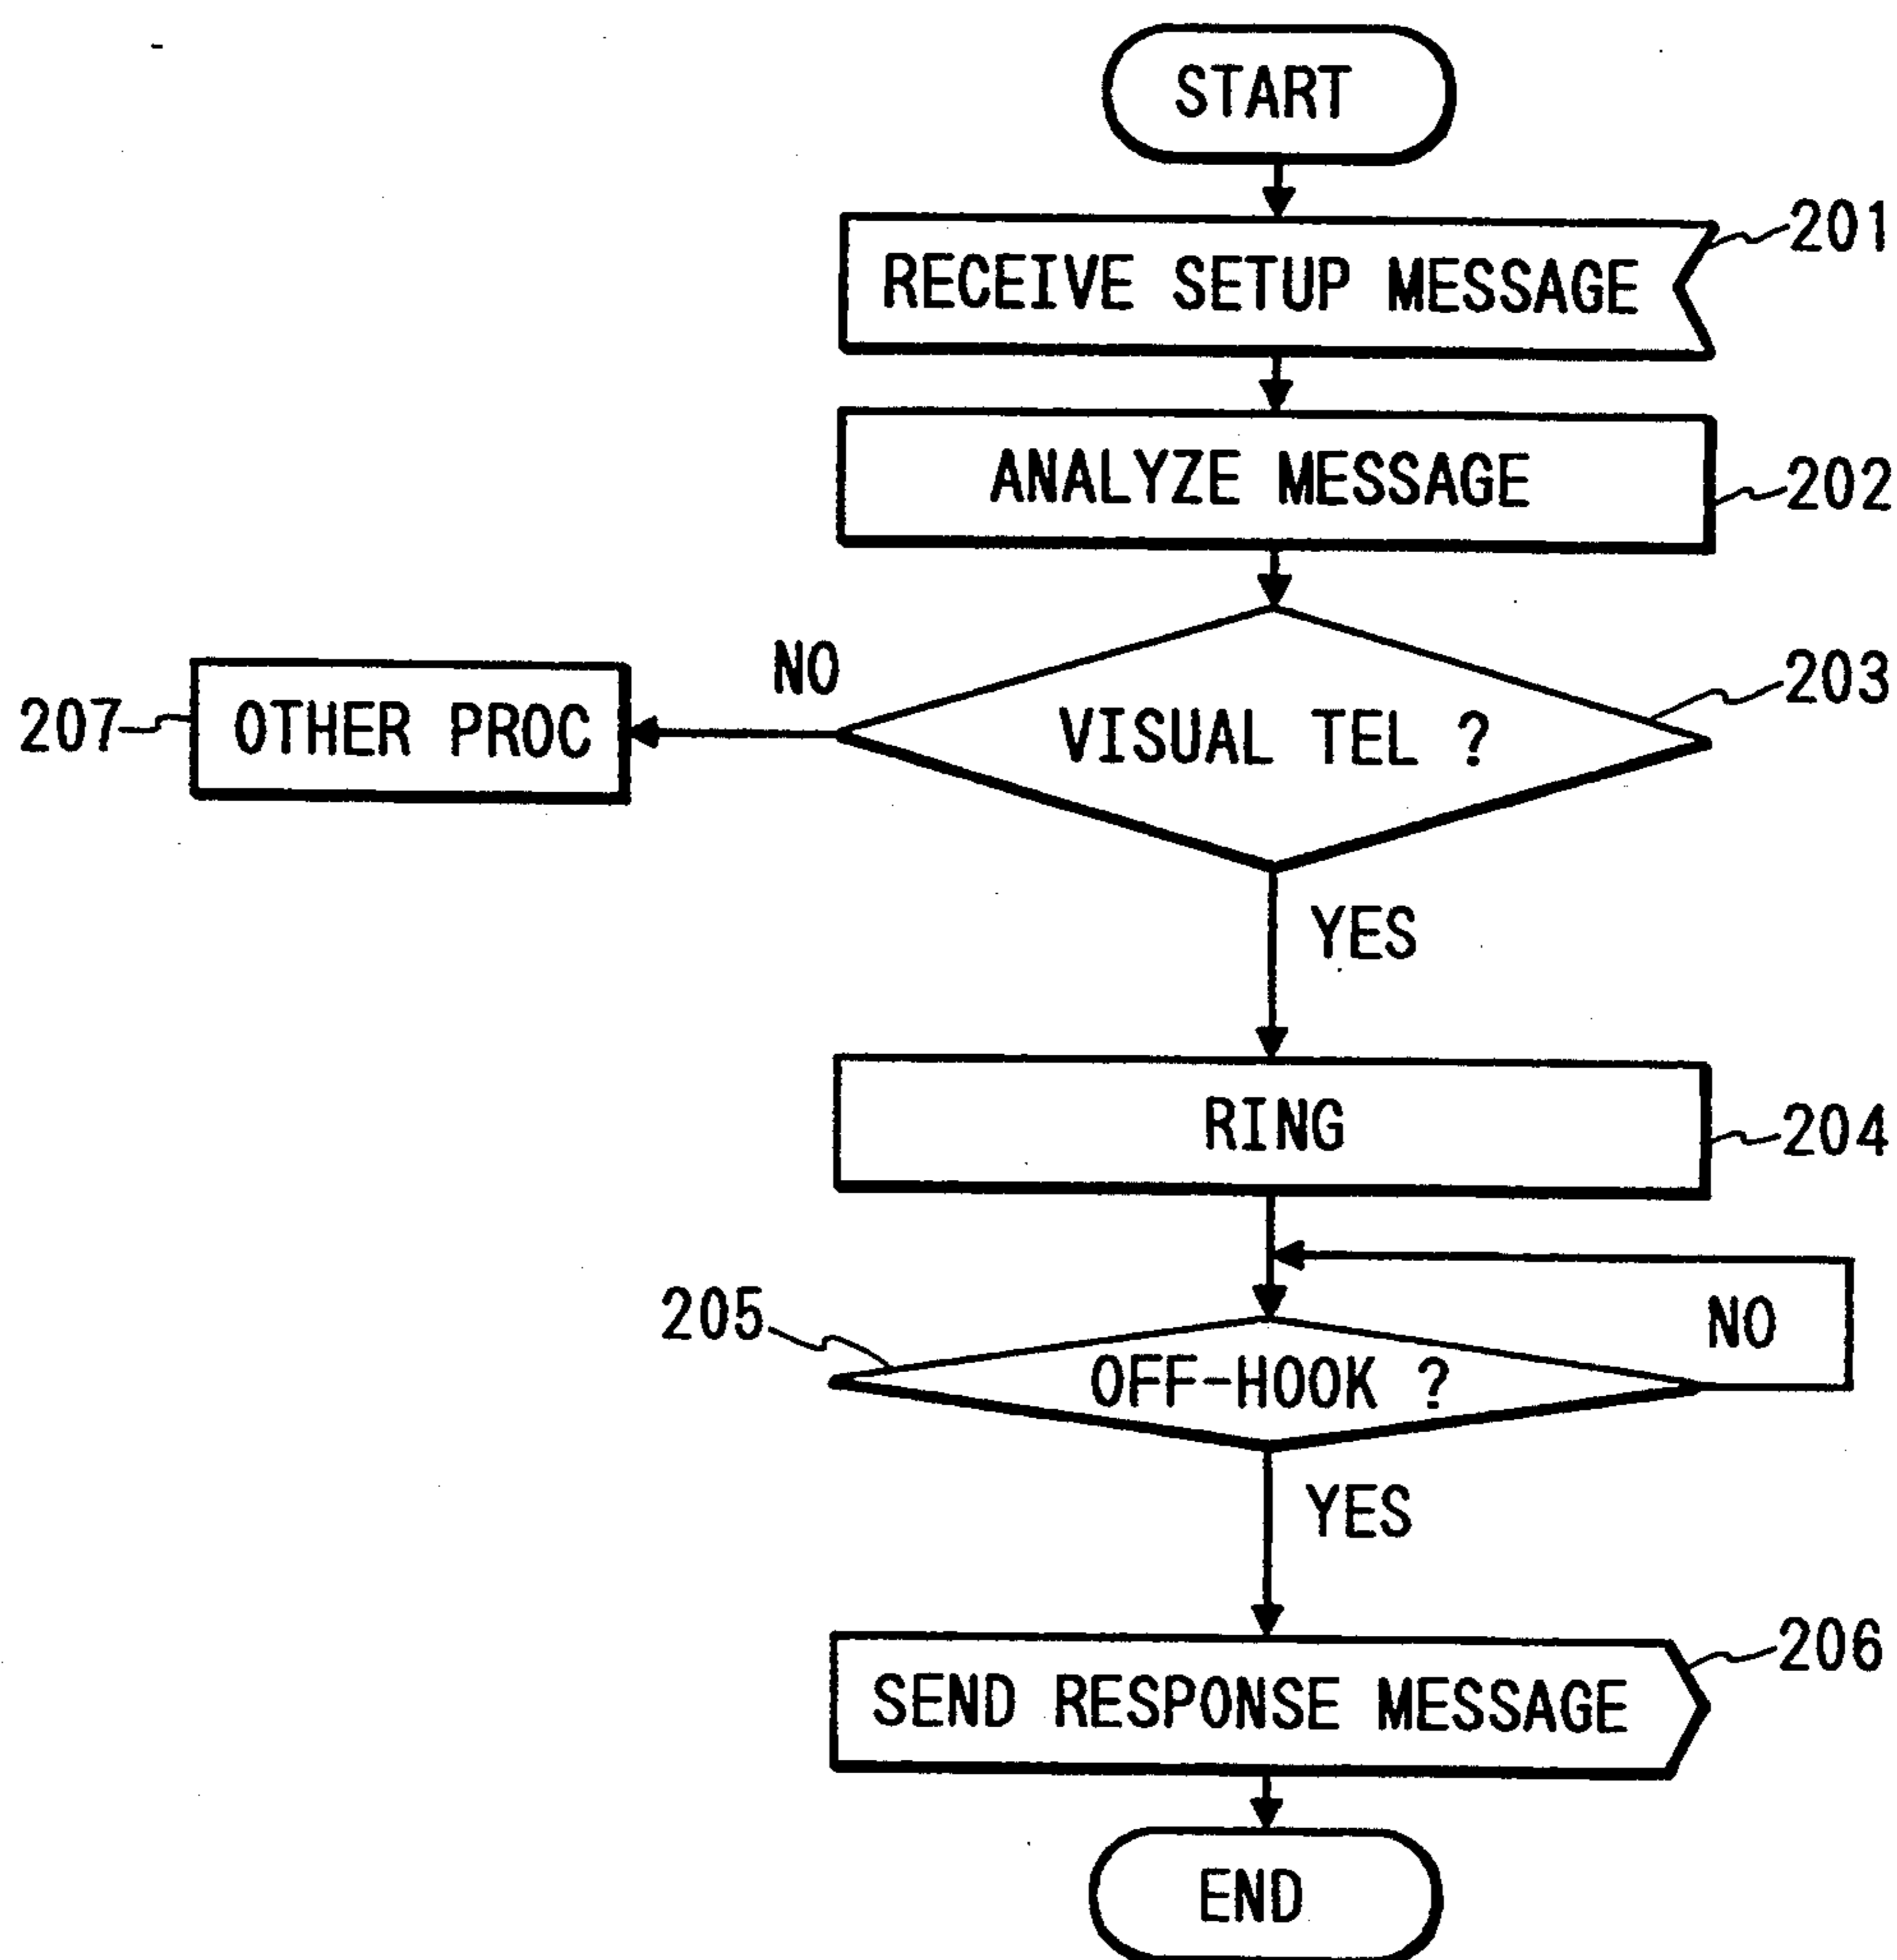 START
RECEIVE SETUP MESSAGE
201
ANALYZE MESSAGE
202
NO
203
207
OTHER PROC
VISUAL TEL ?
YES
RING
204
205
NO
OFF-HOOK ?
YES
SEND RESPONSE MESSAGE
206
END